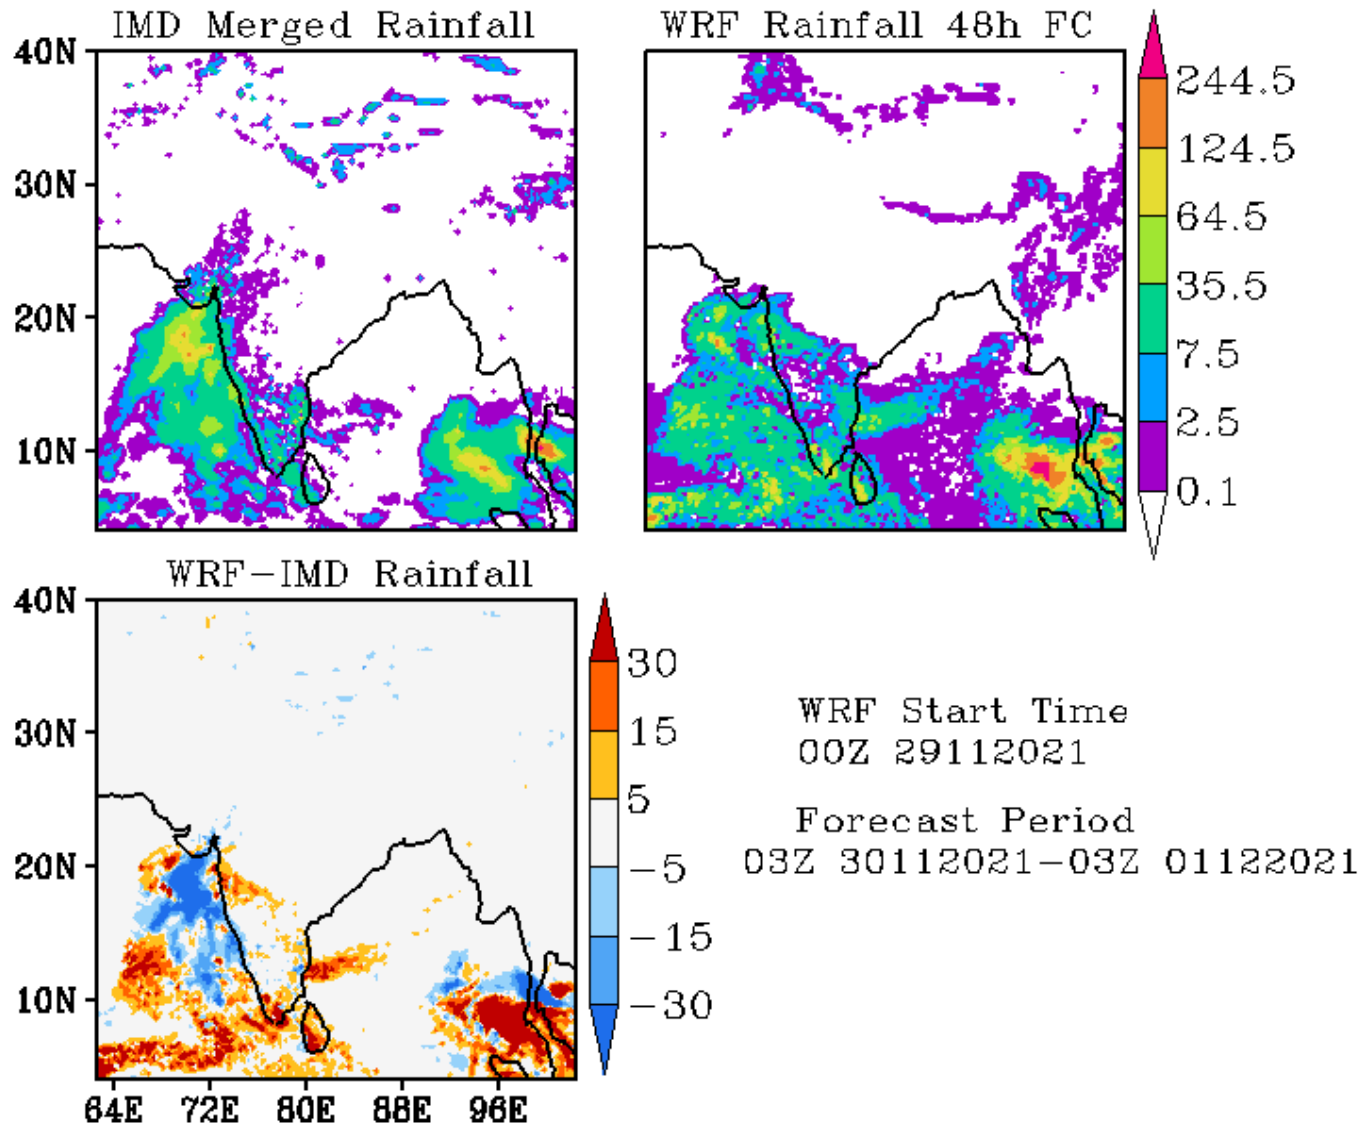 IMD Merged Rainfall
WRF Rainfall 48h FC
40N
30N
20N
10N
244.5
124.5
64.5
35.5
7.5
2.5
0.1
WRF-IMD Rainfall
40N
30N
20N
10N
64E 72E 80E 88E 96E
30
15
5
-5
-15
-30
WRF Start Time
00Z 29112021
Forecast Period
03Z 30112021-03Z 01122021